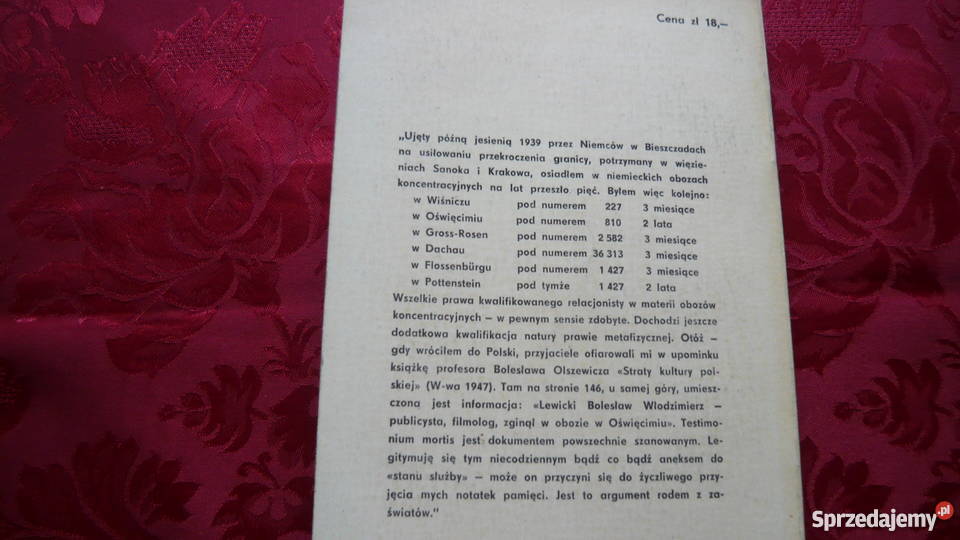 Cena zł 18,—
„Ujęty późną jesienią 1939 przez Niemców w Bieszczadach
na usiłowaniu przekroczenia granicy, potrzymany w więzie-
niach Sanoka i Krakowa, osiadłem w niemieckich obozach
koncentracyjnych na lat przeszło pięć. Byłem więc kolejno:
w Wiśniczu pod numerem 227 3 miesiące
w Oświęcimiu pod numerem 810 2 lata
w Gross-Rosen pod numerem 2 582 3 miesiące
w Dachau pod numerem 36 313 3 miesiące
w Flossenbürgu pod numerem 1 427 3 miesiące
w Pottenstein pod tymże 1 427 2 lata
Wszelkie prawa kwalifikowanego relacjonisty w materii obozów
koncentracyjnych — w pewnym sensie zdobyte. Dochodzi jeszcze
dodatkowa kwalifikacja natury prawie metafizycznej. Otóż —
gdy wróciłem do Polski, przyjaciele ofiarowali mi w upominku
książkę profesora Bolesława Olszewicza «Straty kultury pol-
skiej» (W-wa 1947). Tam na stronie 146, u samej góry, umiesz-
czona jest informacja: «Lewicki Bolesław Włodzimierz —
publicysta, filmolog, zginął w obozie w Oświęcimiu». Testimo-
nium mortis jest dokumentem powszechnie szanowanym. Le-
gitymuję się tym niecodziennym bądź co bądź aneksem do
«stanu służby» — może on przyczyni się do życzliwego przy-
jęcia mych notatek pamięci. Jest to argument rodem z za-
światów."
Sprzedajemy.pl